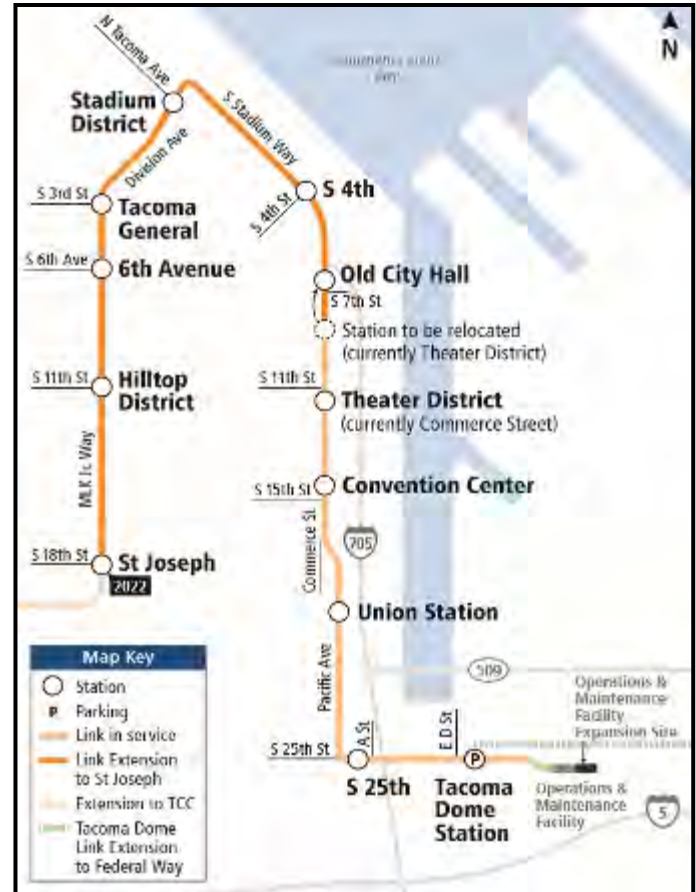 N
N Tacoma Ave
Stadium
District
S Stadium Way
Division Ave
S 4th
S 4th St
S 3rd St
Tacoma
General
S 6th Ave
6th Avenue
Old City Hall
S 7th St
Station to be relocated
(currently Theater District)
S 11th St
Hilltop
District
S 11th St
Theater District
(currently Commerce Street)
MLK Jr. Way
S 15th St
Convention Center
Commerce St.
705
S 18th St
St Joseph
2022
Union Station
Pacific Ave
509
Operations &
Maintenance
Facility
Expansion Site
S 25th St
A St
E D St
P
S 25th
Tacoma
Dome
Station
Operations &
Maintenance
Facility
5
Map Key
Station
P Parking
Link in service
Link Extension
to St Joseph
Extension to TCC
Tacoma Dome
Link Extension
to Federal Way